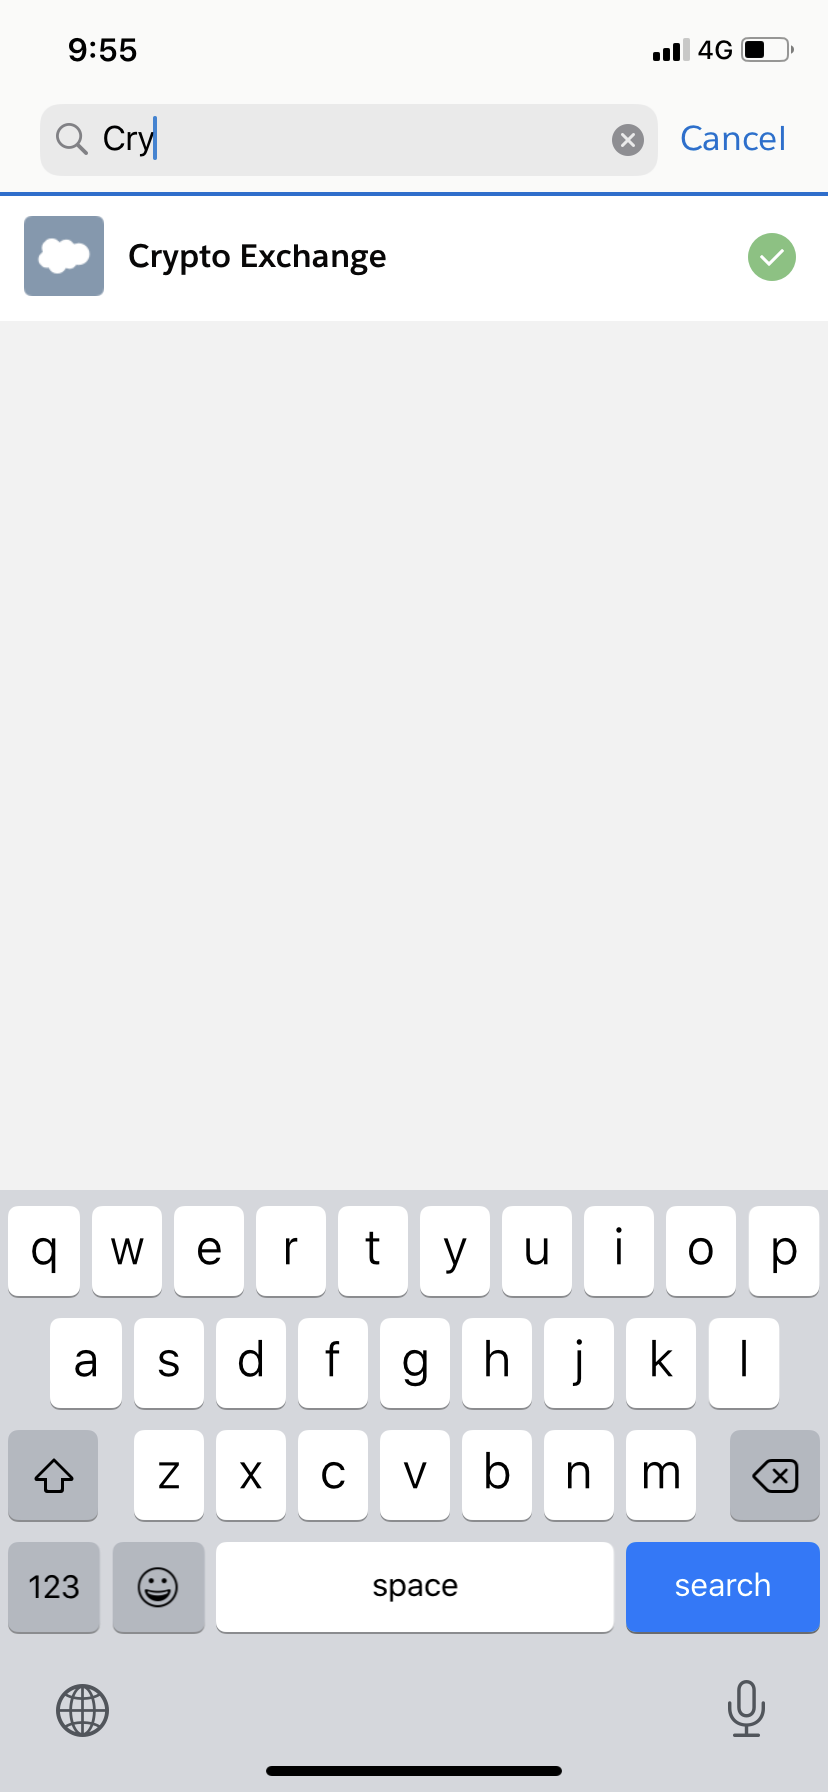 9:55
4G
Cry
Cancel
Crypto Exchange
q w e r t y u i o p
a s d f g h j k l
z x c v b n m
123 space search